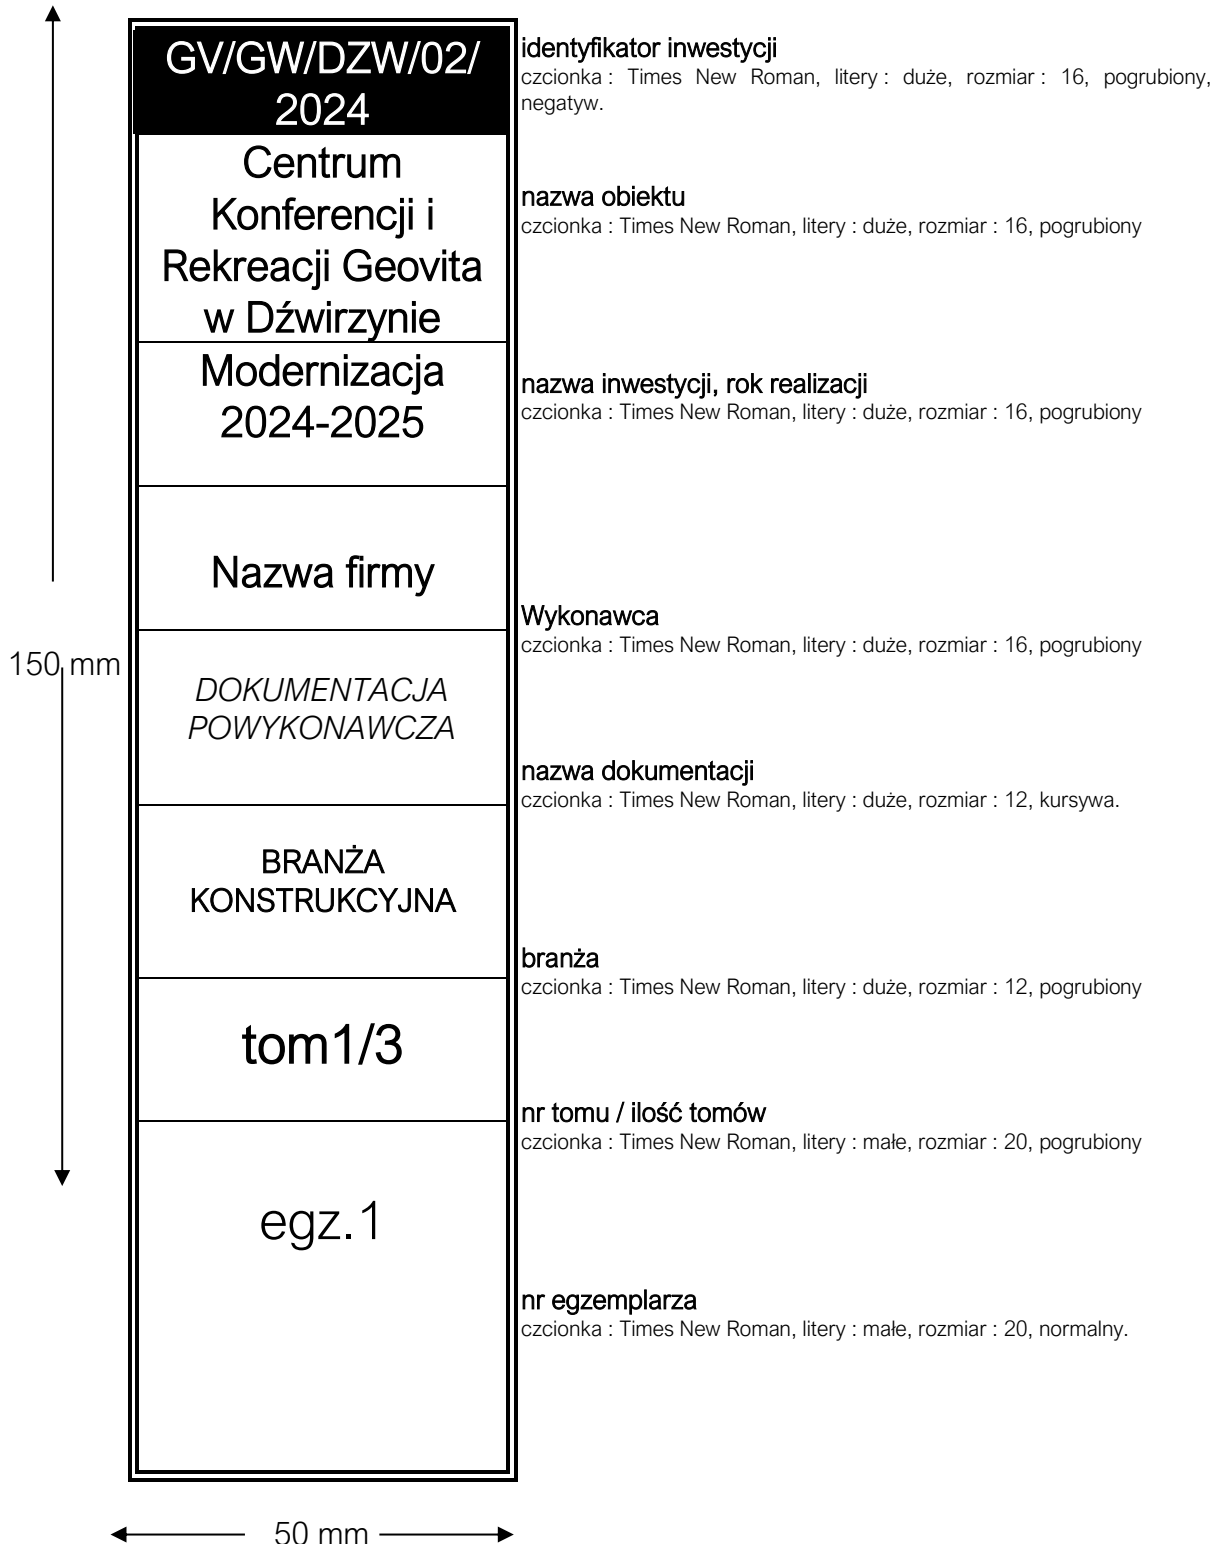 GV/GW/DZW/02/
2024
identyfikator inwestycji
czcionka : Times New Roman, litery : duże, rozmiar : 16, pogrubiony,
negatyw.
Centrum
Konferencji i
Rekreacji Geovita
w Dźwirzynie
nazwa obiektu
czcionka : Times New Roman, litery : duże, rozmiar : 16, pogrubiony
Modernizacja
2024-2025
nazwa inwestycji, rok realizacji
czcionka : Times New Roman, litery : duże, rozmiar : 16, pogrubiony
Nazwa firmy
Wykonawca
czcionka : Times New Roman, litery : duże, rozmiar : 16, pogrubiony
150 mm
DOKUMENTACJA
POWYKONAWCZA
nazwa dokumentacji
czcionka : Times New Roman, litery : duże, rozmiar : 12, kursywa.
BRANŻA
KONSTRUKCYJNA
branża
czcionka : Times New Roman, litery : duże, rozmiar : 12, pogrubiony
tom1/3
nr tomu / ilość tomów
czcionka : Times New Roman, litery : małe, rozmiar : 20, pogrubiony
egz.1
nr egzemplarza
czcionka : Times New Roman, litery : małe, rozmiar : 20, normalny.
50 mm